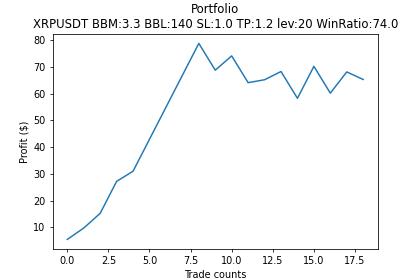 Portfolio
XRPUSDT BBM:3.3 BBL:140 SL:1.0 TP:1.2 lev:20 WinRatio:74.0
80
70
60
50
40
30
20
10
Profit ($)
0.0 2.5 5.0 7.5 10.0 12.5 15.0 17.5
Trade counts